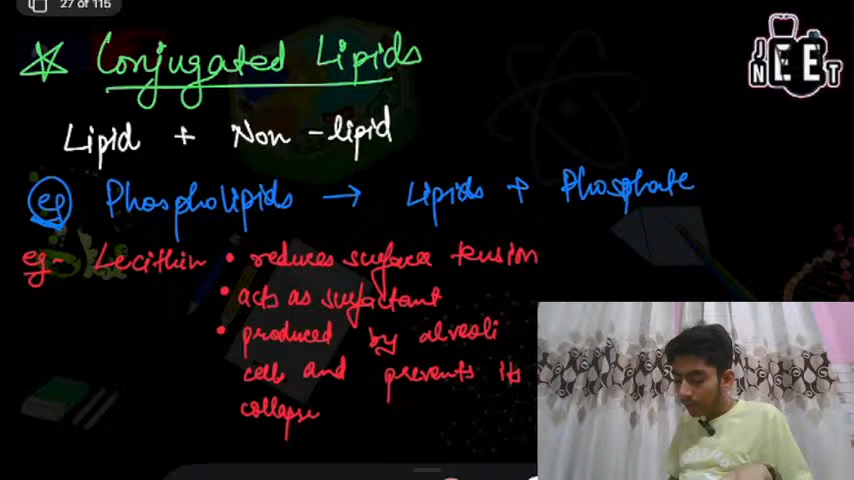 27 of 115
Conjugated Lipids
J
NEET
Lipid + Non-lipid
eg Phospholipids → Lipids + Phosphate
eg- Lecithin • reduces surface tension
• acts as surfactant
• produced by alveoli
cells and prevents its
collapse